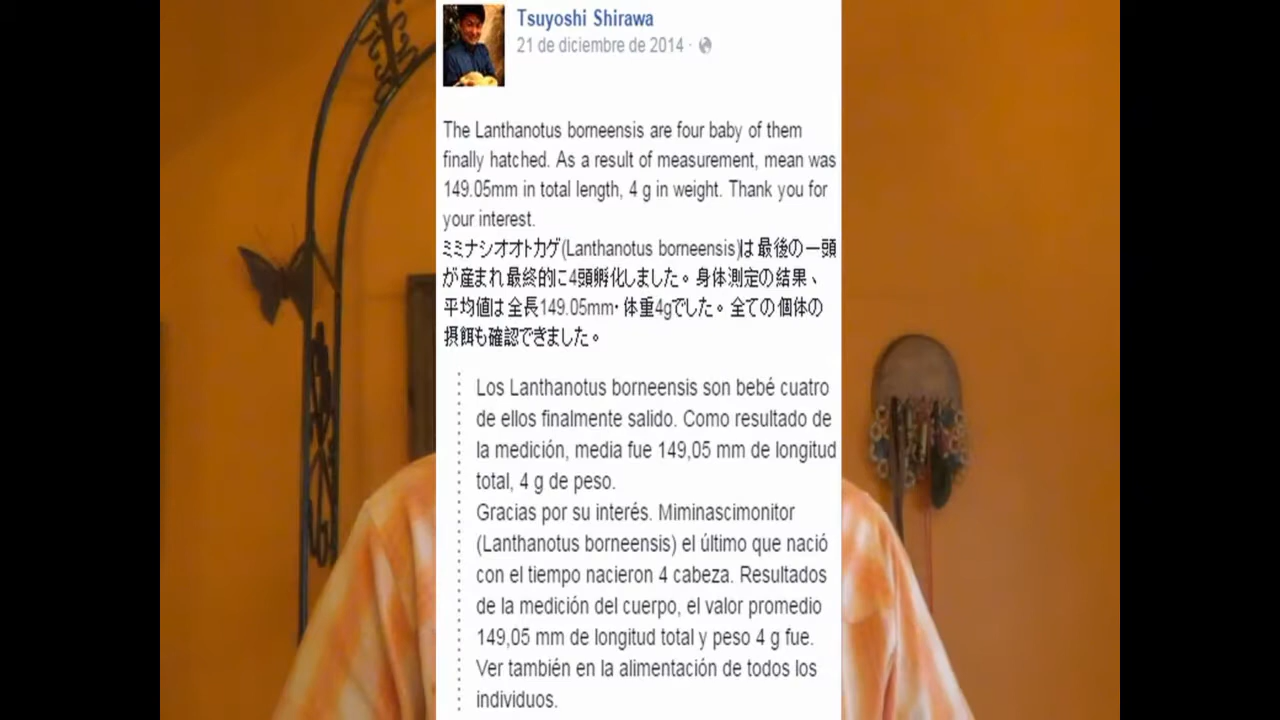 Tsuyoshi Shirawa
21 de diciembre de 2014 ·
The Lanthanotus borneensis are four baby of them
finally hatched. As a result of measurement, mean was
149.05mm in total length, 4 g in weight. Thank you for
your interest.
ミミナシオオトカゲ(Lanthanotus borneensis)は最後の一頭
が産まれ最終的に4頭孵化しました。身体測定の結果、
平均値は全長149.05mm・体重4gでした。全ての個体の
摂餌も確認できました。
Los Lanthanotus borneensis son bebé cuatro
de ellos finalmente salido. Como resultado de
la medición, media fue 149,05 mm de longitud
total, 4 g de peso.
Gracias por su interés. Miminascimonitor
(Lanthanotus borneensis) el último que nació
con el tiempo nacieron 4 cabeza. Resultados
de la medición del cuerpo, el valor promedio
149,05 mm de longitud total y peso 4 g fue.
Ver también en la alimentación de todos los
individuos.